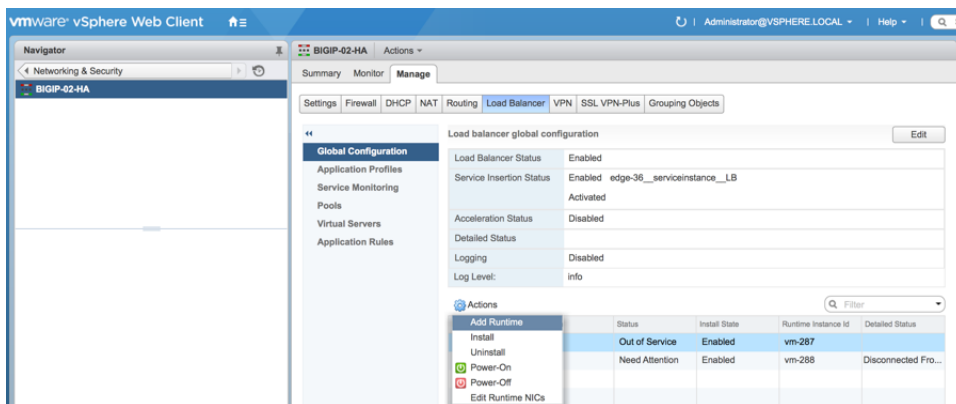 vmware® vSphere Web Client
Administrator@VSPHERE.LOCAL | Help
Navigator
BIGIP-02-HA Actions
Networking & Security
Summary Monitor Manage
BIGIP-02-HA
Settings Firewall DHCP NAT Routing Load Balancer VPN SSL VPN-Plus Grouping Objects
Load balancer global configuration Edit
Global Configuration
Application Profiles
Service Monitoring
Pools
Virtual Servers
Application Rules
Load Balancer Status Enabled
Service Insertion Status Enabled edge-36__serviceinstance__LB
Activated
Acceleration Status Disabled
Detailed Status
Logging Disabled
Log Level: info
Actions Filter
Add Runtime Status Install State Runtime Instance Id Detailed Status
Install Out of Service Enabled vm-287
Uninstall Need Attention Enabled vm-288 Disconnected Fro...
Power-On
Power-Off
Edit Runtime NICs